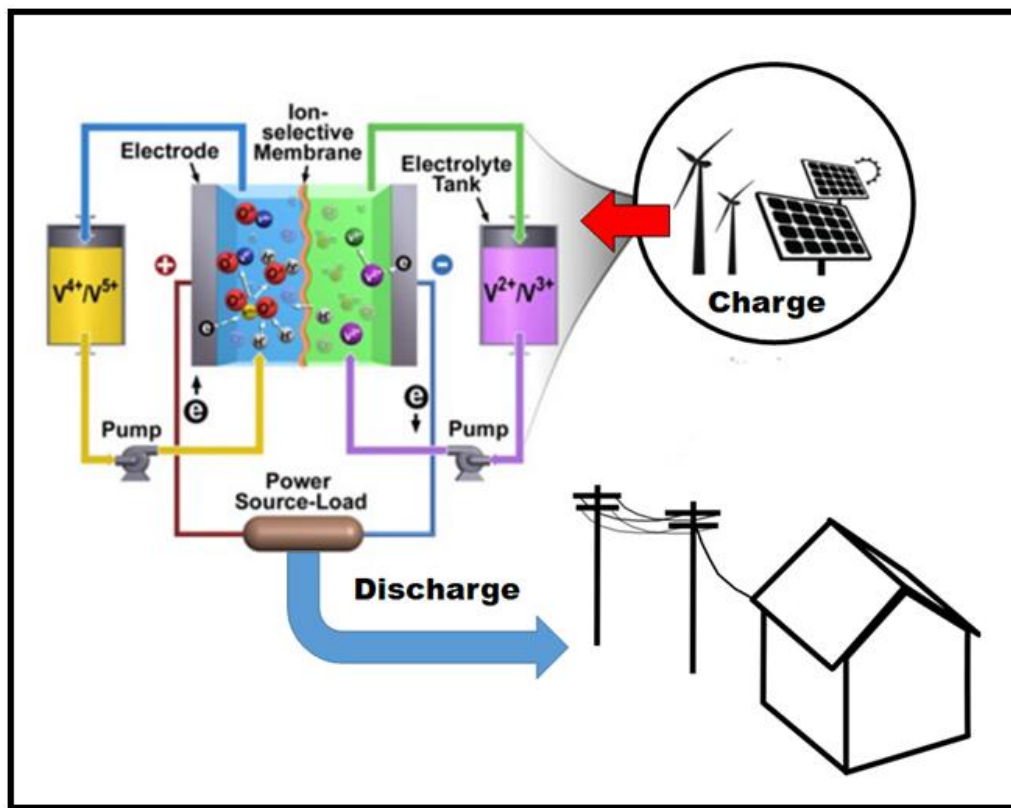 Ion-
selective
Membrane
Electrode
Electrolyte
Tank
V⁴⁺/V⁵⁺
V²⁺/V³⁺
+
−
e
e
e
e
Pump
Pump
Power
Source-Load
Charge
Discharge